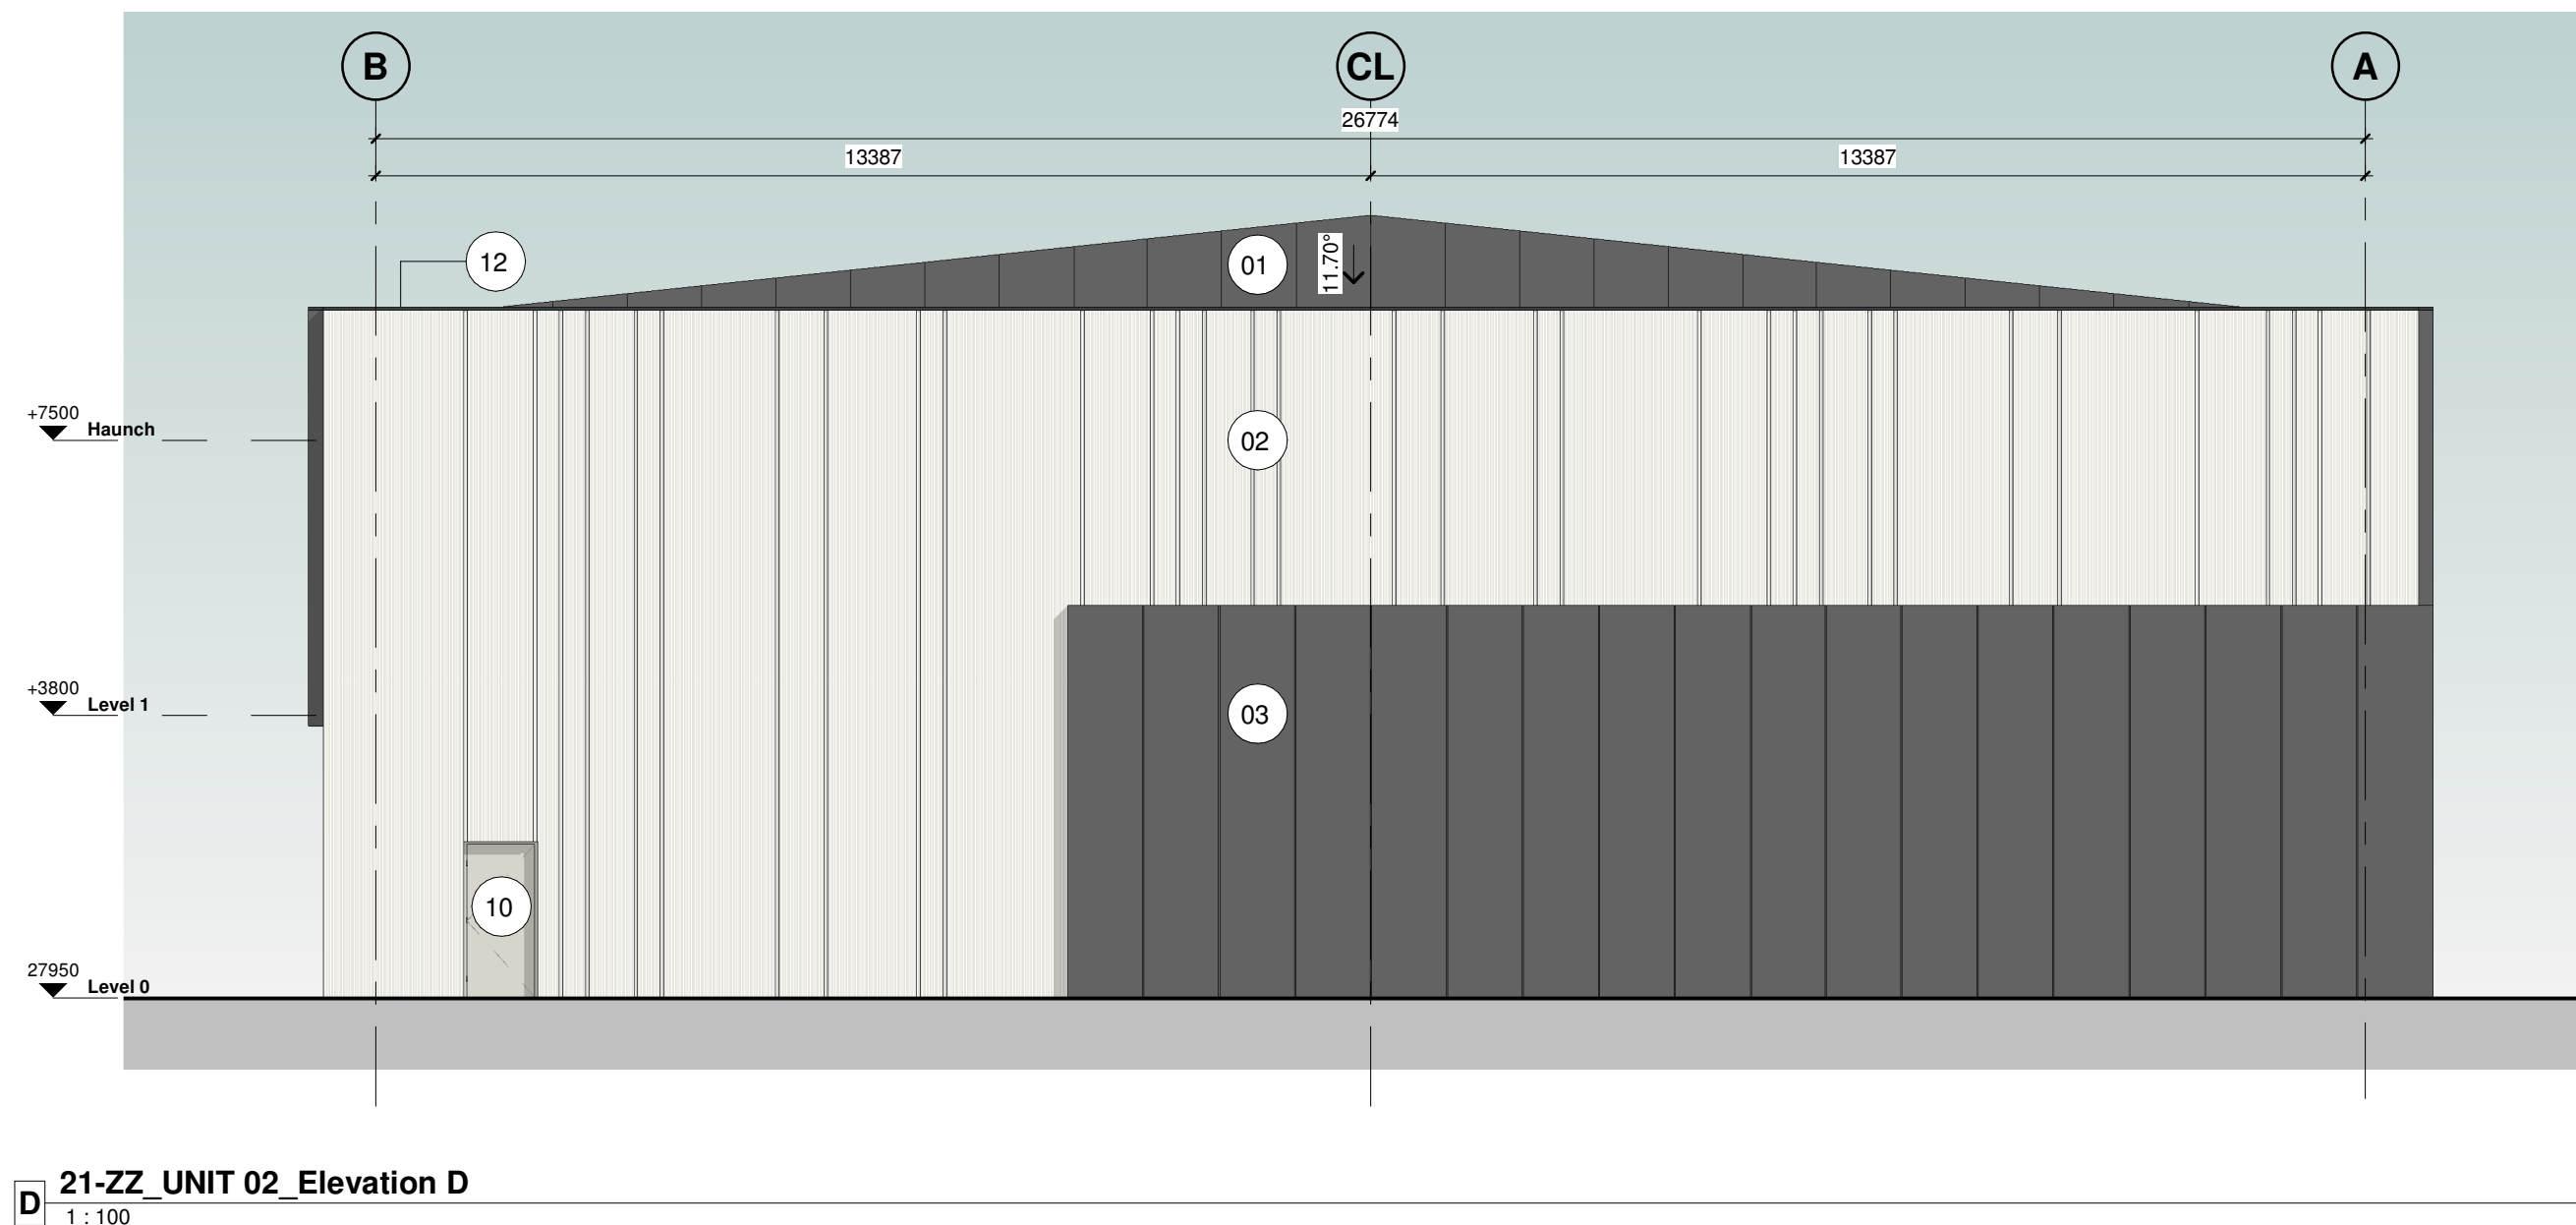 B
CL
A
26774
13387
13387
12
01
11.70°
+7500
Haunch
02
+3800
Level 1
03
10
27950
Level 0
D
21-ZZ_UNIT 02_Elevation D
1 : 100